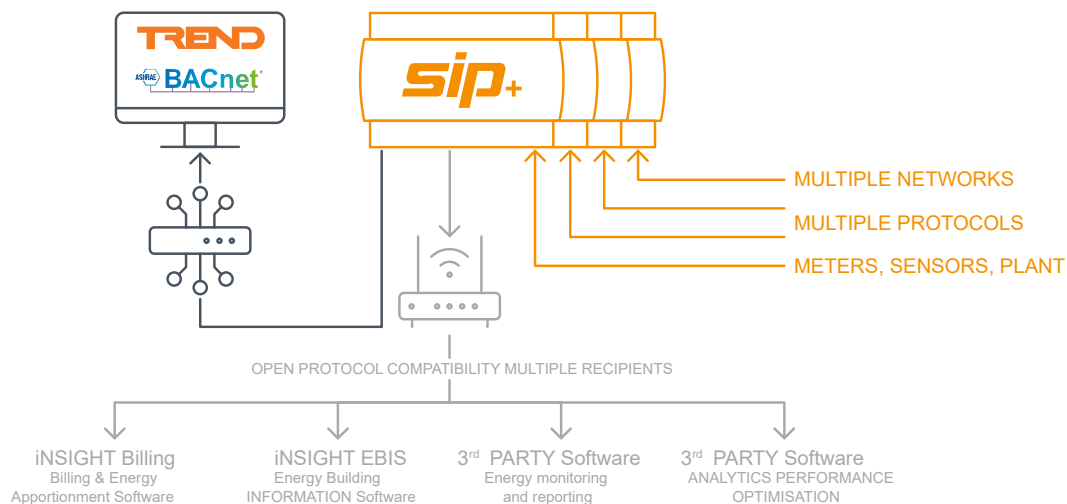 TREND
ASHRAE BACnet
sip+
MULTIPLE NETWORKS
MULTIPLE PROTOCOLS
METERS, SENSORS, PLANT
OPEN PROTOCOL COMPATIBILITY MULTIPLE RECIPIENTS
iNSIGHT Billing
Billing & Energy
Apportionment Software
iNSIGHT EBIS
Energy Building
INFORMATION Software
3rd PARTY Software
Energy monitoring
and reporting
3rd PARTY Software
ANALYTICS PERFORMANCE
OPTIMISATION